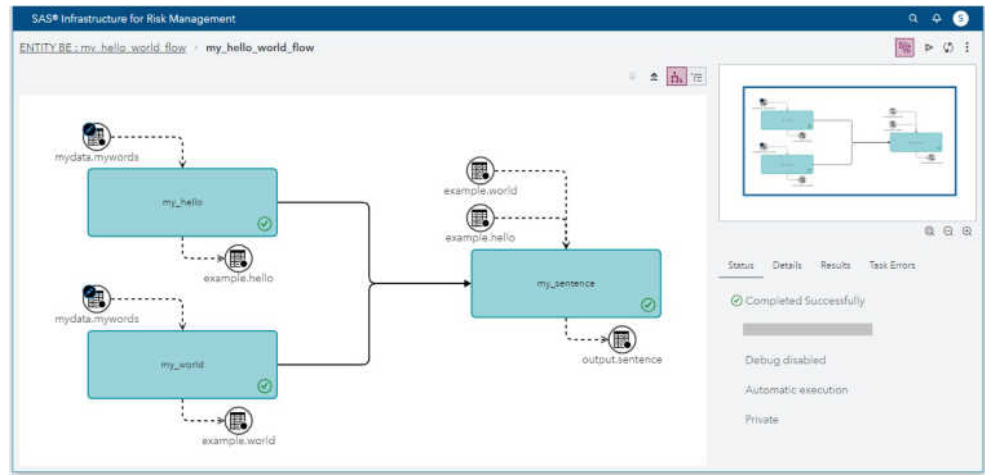 SAS® Infrastructure for Risk Management
S
ENTITY BE : my_hello_world_flow / my_hello_world_flow
mydata.mywords
my_hello
example.hello
mydata.mywords
my_world
example.world
example.world
example.hello
my_sentence
output.sentence
Status Details Results Task Errors
Completed Successfully
Debug disabled
Automatic execution
Private